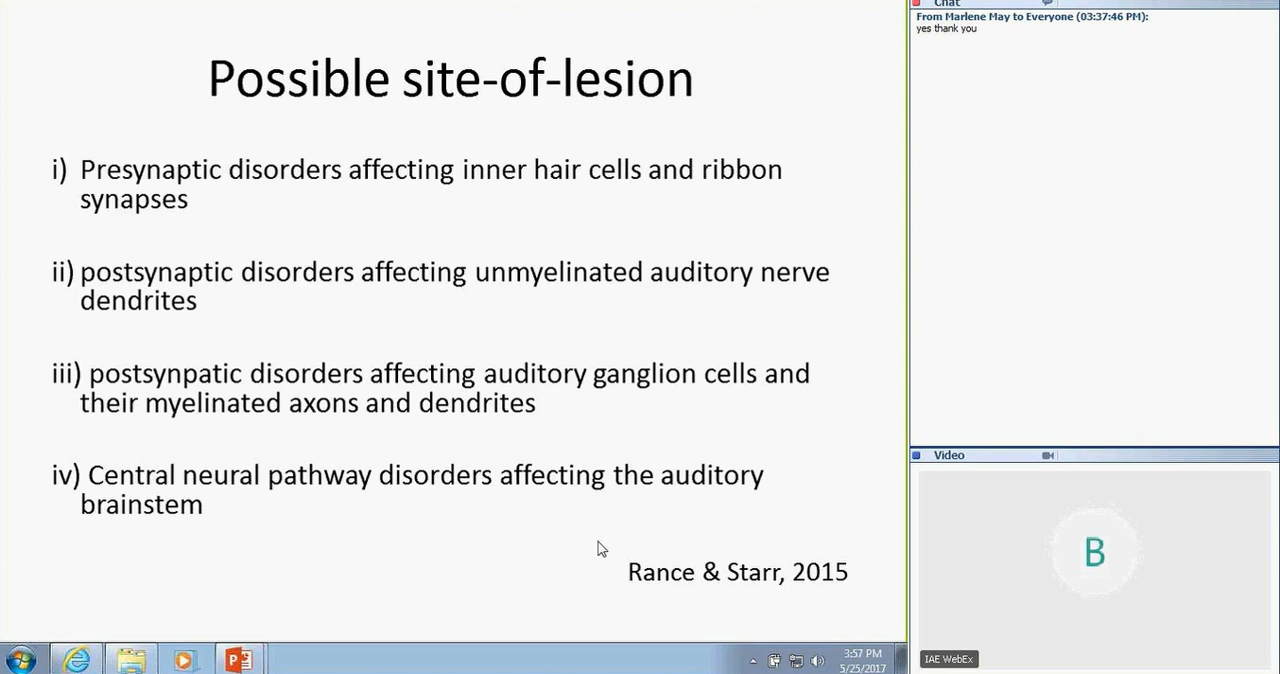 Possible site-of-lesion
i) Presynaptic disorders affecting inner hair cells and ribbon
synapses
ii) postsynaptic disorders affecting unmyelinated auditory nerve
dendrites
iii) postsynpatic disorders affecting auditory ganglion cells and
their myelinated axons and dendrites
iv) Central neural pathway disorders affecting the auditory
brainstem
Rance & Starr, 2015
3:57 PM
5/25/2017
Chat
From Marlene May to Everyone (03:37:46 PM):
yes thank you
Video
B
IAE WebEx